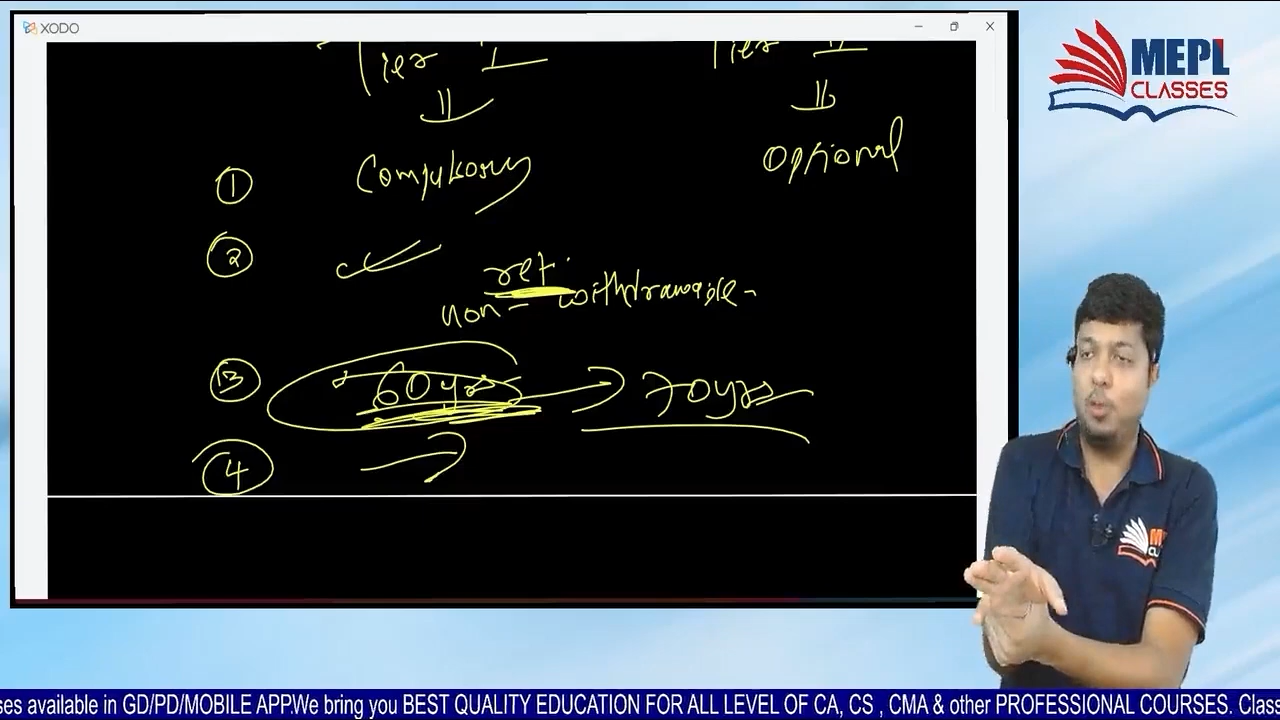 XODO
MEPL
CLASSES
Tier I
Tier II
① Compulsory
Optional
②
ret.
non- withdrawable-
③ 60 yrs → 70yrs
④
ses available in GD/PD/MOBILE APP.We bring you BEST QUALITY EDUCATION FOR ALL LEVEL OF CA, CS , CMA & other PROFESSIONAL COURSES. Class